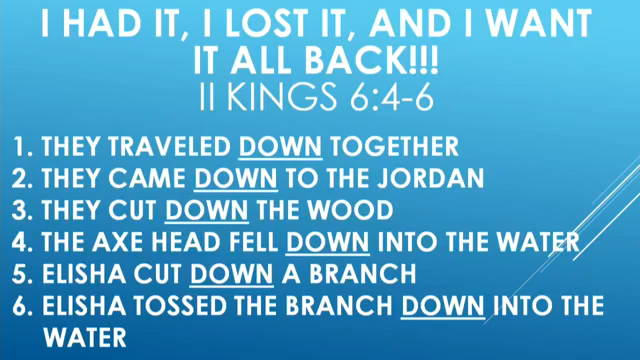 I HAD IT, I LOST IT, AND I WANT
IT ALL BACK!!!
II KINGS 6:4-6
1. THEY TRAVELED DOWN TOGETHER
2. THEY CAME DOWN TO THE JORDAN
3. THEY CUT DOWN THE WOOD
4. THE AXE HEAD FELL DOWN INTO THE WATER
5. ELISHA CUT DOWN A BRANCH
6. ELISHA TOSSED THE BRANCH DOWN INTO THE
WATER